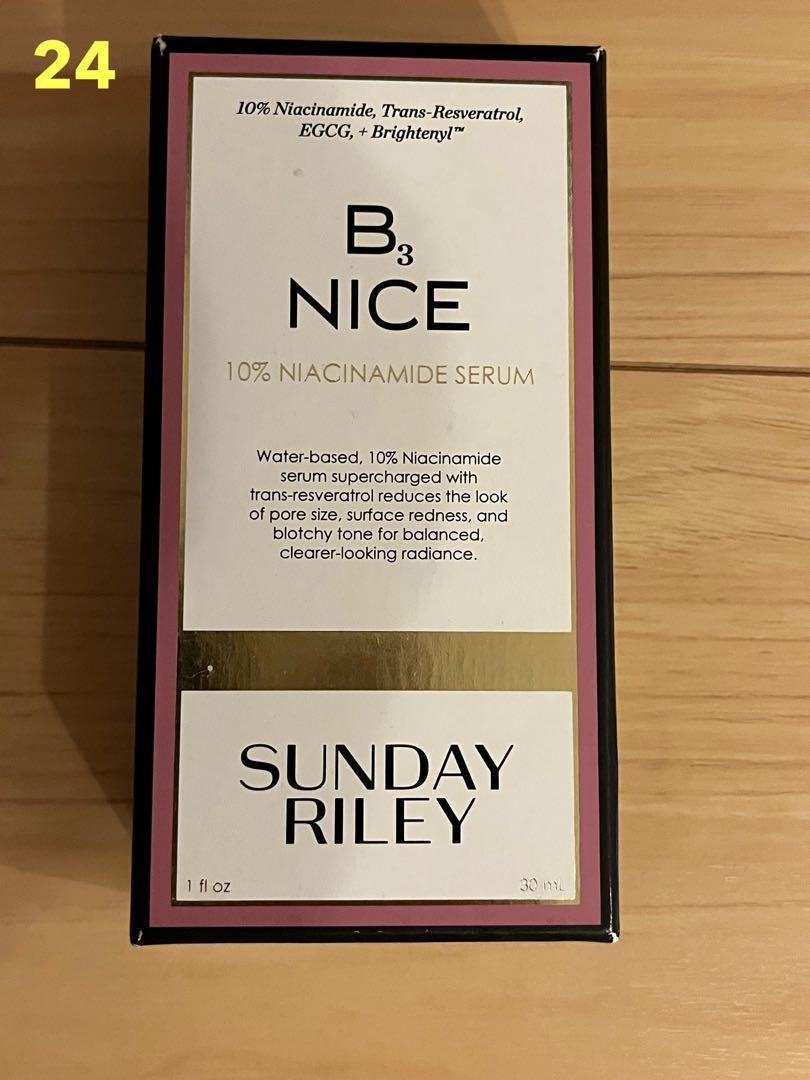 24
10% Niacinamide, Trans-Resveratrol,
EGCG, + Brightenyl™
B₃
NICE
10% NIACINAMIDE SERUM
Water-based, 10% Niacinamide
serum supercharged with
trans-resveratrol reduces the look
of pore size, surface redness, and
blotchy tone for balanced,
clearer-looking radiance.
SUNDAY
RILEY
1 fl oz 30 mL